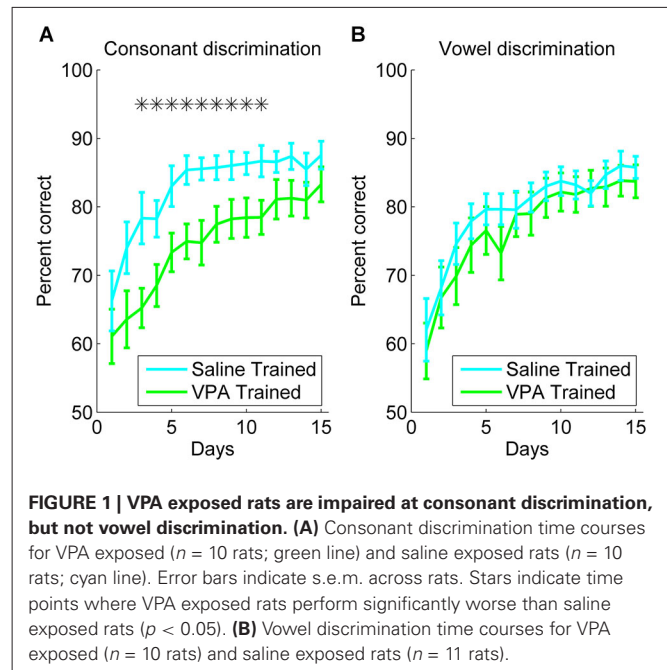 A
Consonant discrimination
100
90
80
70
60
50
Percent correct
*********
Saline Trained
VPA Trained
0
5
10
15
Days
B
Vowel discrimination
100
90
80
70
60
50
Percent correct
Saline Trained
VPA Trained
0
5
10
15
Days
FIGURE 1 | VPA exposed rats are impaired at consonant discrimination,
but not vowel discrimination. (A) Consonant discrimination time courses
for VPA exposed (n = 10 rats; green line) and saline exposed rats (n = 10
rats; cyan line). Error bars indicate s.e.m. across rats. Stars indicate time
points where VPA exposed rats perform significantly worse than saline
exposed rats (p < 0.05). (B) Vowel discrimination time courses for VPA
exposed (n = 10 rats) and saline exposed rats (n = 11 rats).